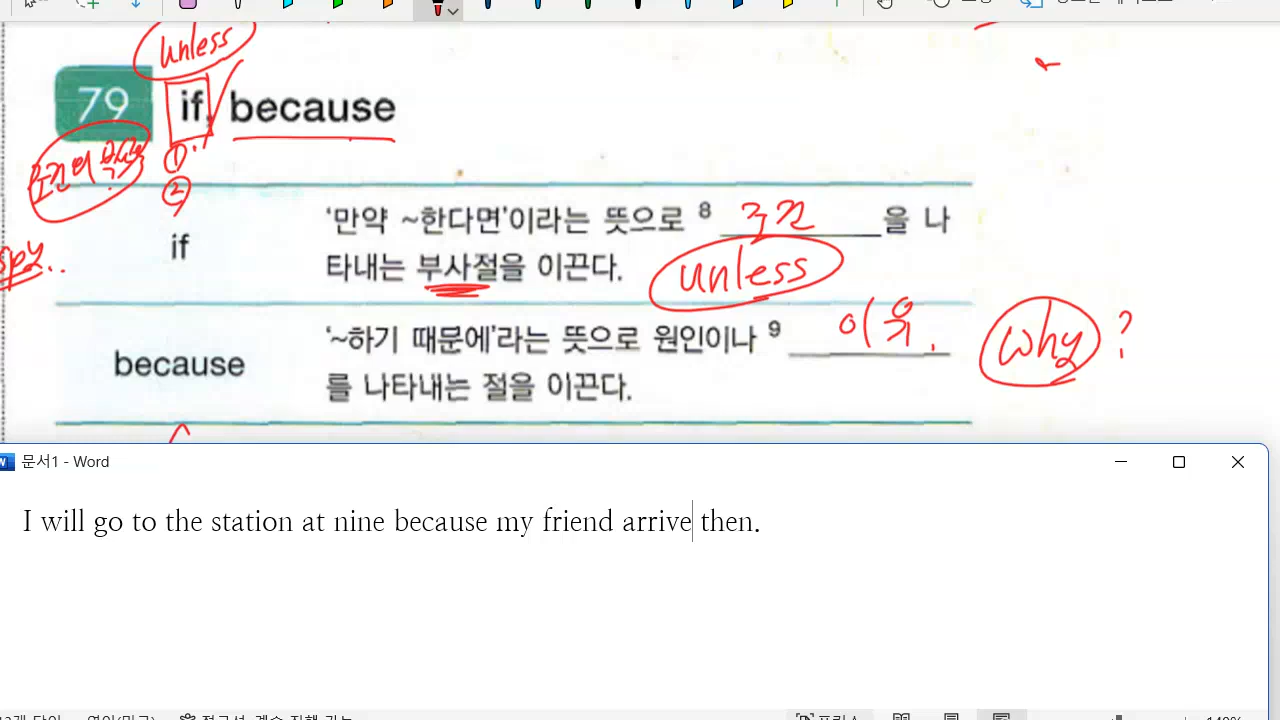 unless
79 if, because
조건의 부사절
①
②
if
'만약 ~한다면'이라는 뜻으로 8 조건 을 나
타내는 부사절을 이끈다.
unless
spy..
because
'~하기 때문에'라는 뜻으로 원인이나 9 이유.
를 나타내는 절을 이끈다.
why?
문서1 - Word
I will go to the station at nine because my friend arrive then.